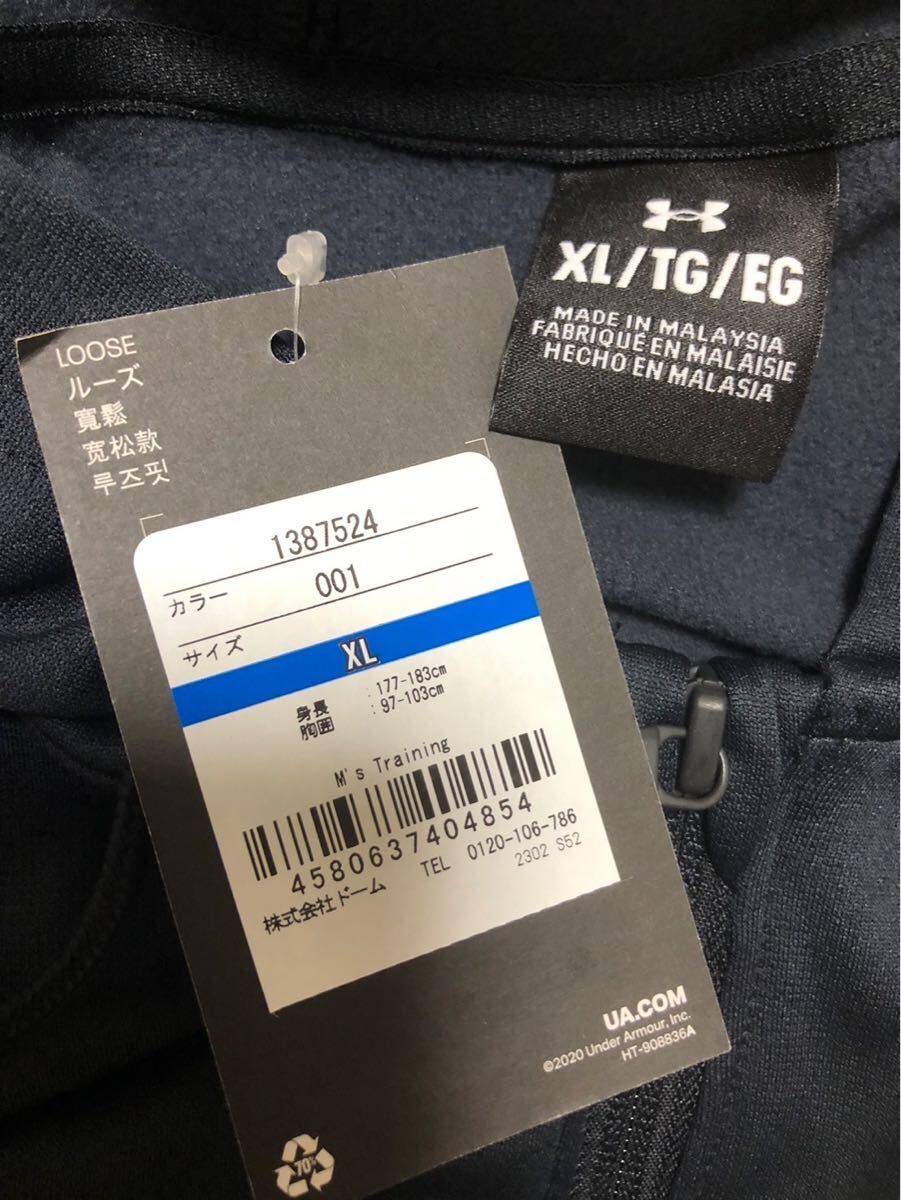 XL/TG/EG
MADE IN MALAYSIA
FABRIQUÉ EN MALAISIE
HECHO EN MALASIA
LOOSE
ルーズ
寬鬆
宽松款
루즈핏
1387524
カラー 001
サイズ XL
身長 : 177-183cm
胸囲 : 97-103cm
M's Training
4580637404854
TEL 0120-106-786
株式会社ドーム 2302 S52
UA.COM
©2020 Under Armour, Inc.
HT-908836A
70%